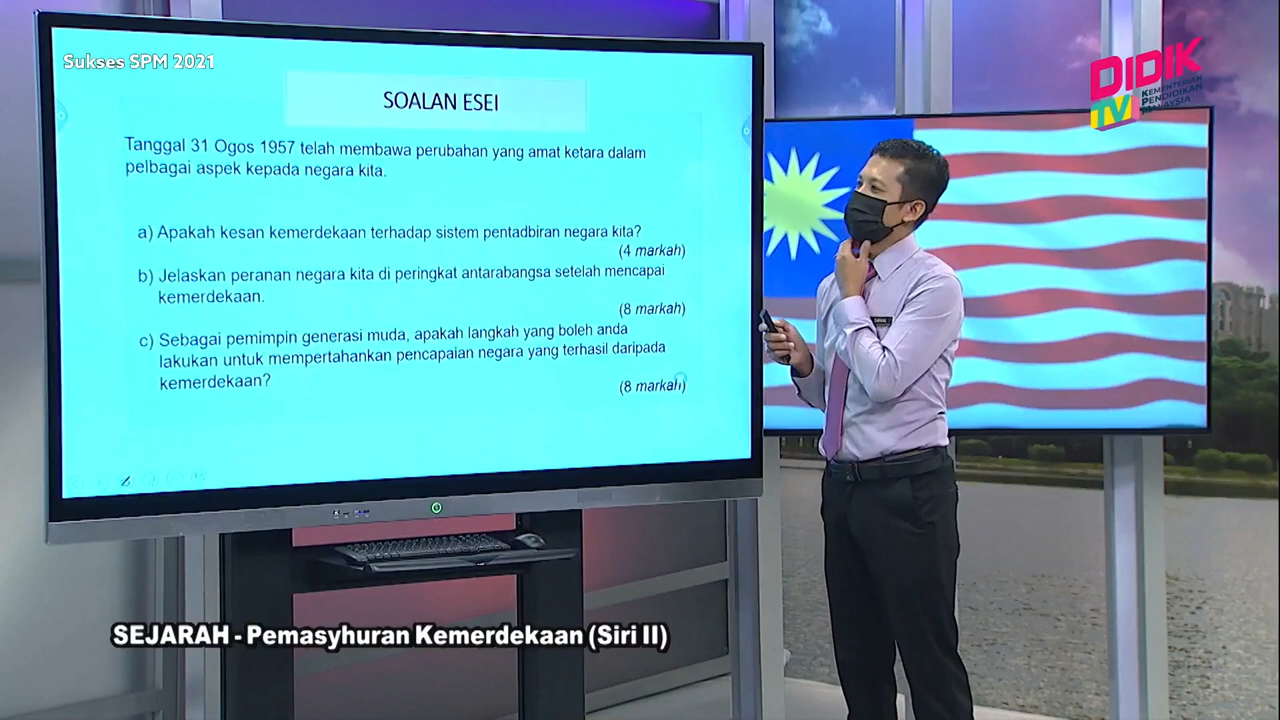 Sukses SPM 2021
DIDIK
TV
KEMENTERIAN
PENDIDIKAN
MALAYSIA
SOALAN ESEI
Tanggal 31 Ogos 1957 telah membawa perubahan yang amat ketara dalam
pelbagai aspek kepada negara kita.
a) Apakah kesan kemerdekaan terhadap sistem pentadbiran negara kita?
(4 markah)
b) Jelaskan peranan negara kita di peringkat antarabangsa setelah mencapai
kemerdekaan.
(8 markah)
c) Sebagai pemimpin generasi muda, apakah langkah yang boleh anda
lakukan untuk mempertahankan pencapaian negara yang terhasil daripada
kemerdekaan?
(8 markah)
SEJARAH - Pemasyhuran Kemerdekaan (Siri II)